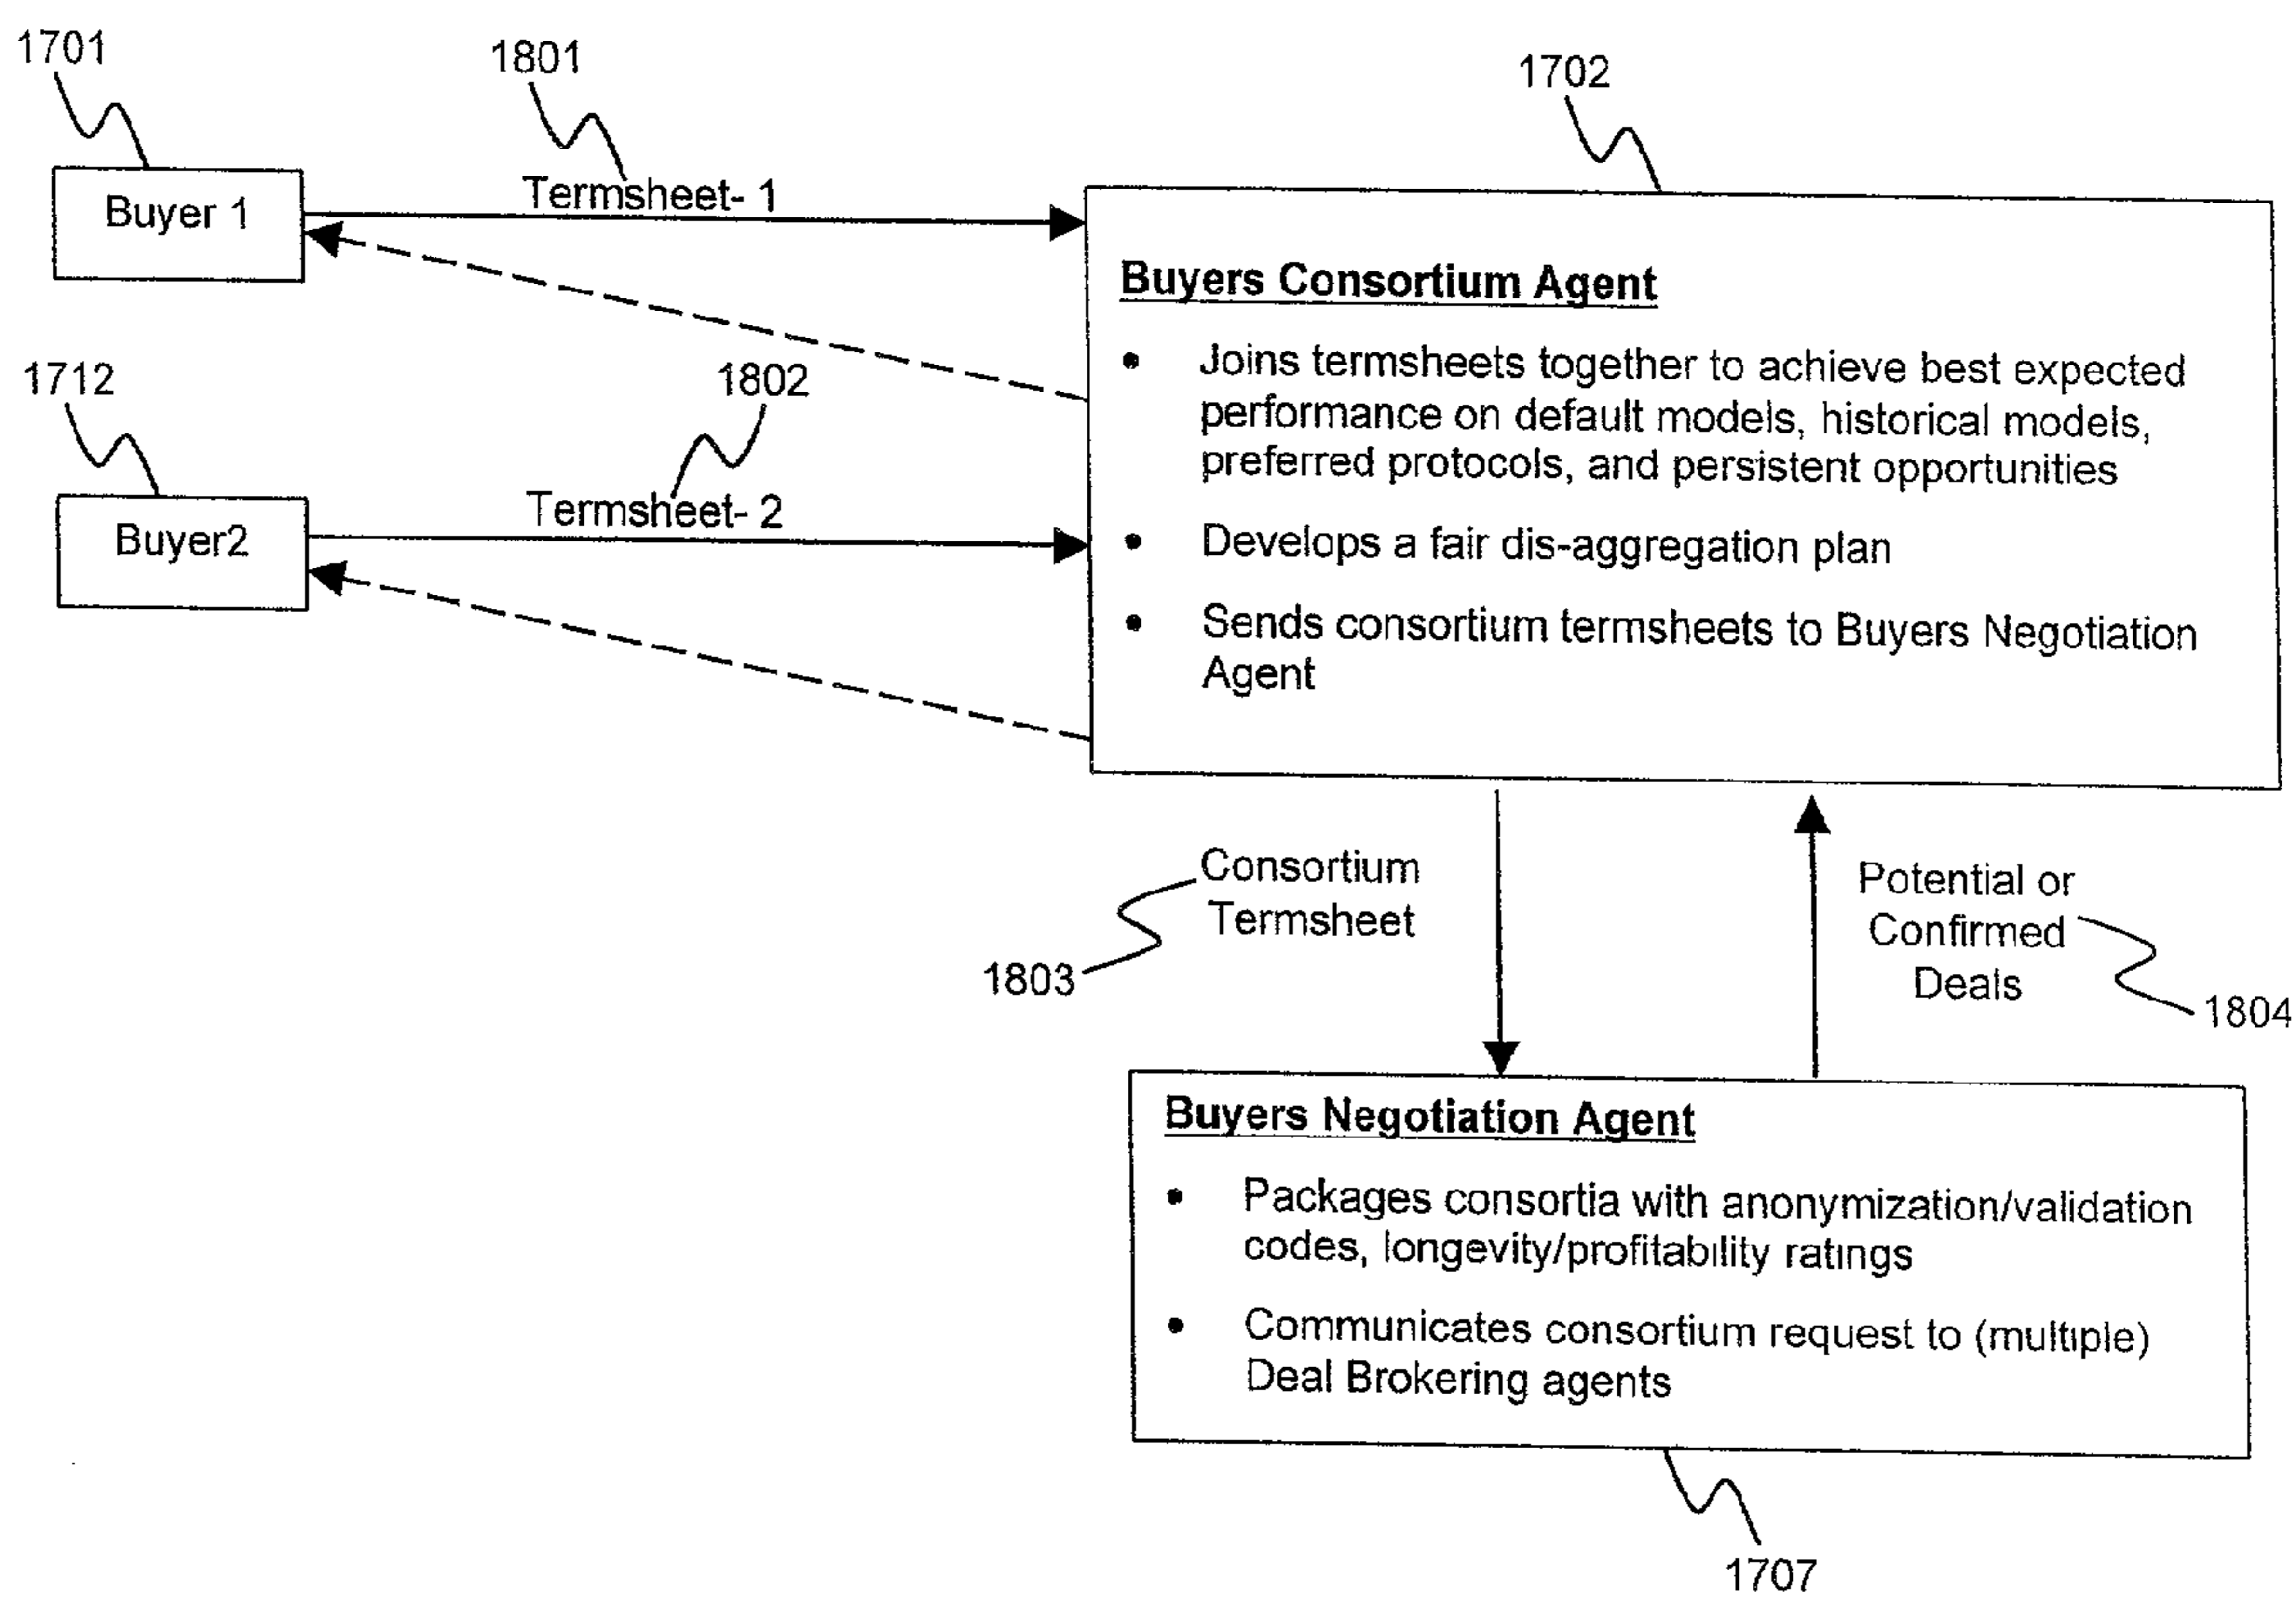 1701
1801
1702
Buyer 1
Termsheet- 1
Buyers Consortium Agent
• Joins termsheets together to achieve best expected
performance on default models, historical models,
preferred protocols, and persistent opportunities
• Develops a fair dis-aggregation plan
• Sends consortium termsheets to Buyers Negotiation
Agent
1712
1802
Buyer2
Termsheet- 2
Consortium
Termsheet
1803
Potential or
Confirmed
Deals
1804
Buyers Negotiation Agent
• Packages consortia with anonymization/validation
codes, longevity/profitability ratings
• Communicates consortium request to (multiple)
Deal Brokering agents
1707